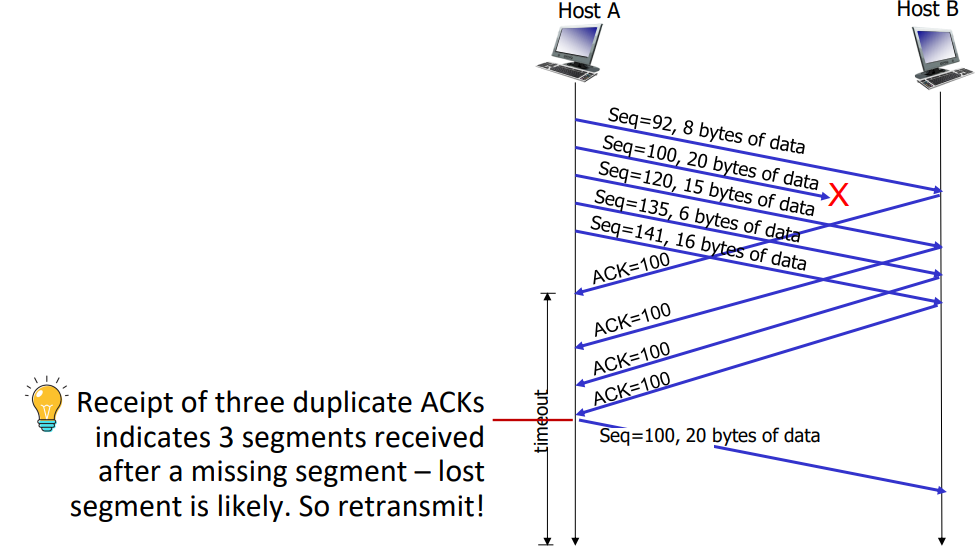 Host A
Host B
Seq=92, 8 bytes of data
Seq=100, 20 bytes of data
X
Seq=120, 15 bytes of data
Seq=135, 6 bytes of data
Seq=141, 16 bytes of data
ACK=100
ACK=100
ACK=100
ACK=100
timeout
Receipt of three duplicate ACKs
indicates 3 segments received
after a missing segment – lost
segment is likely. So retransmit!
Seq=100, 20 bytes of data